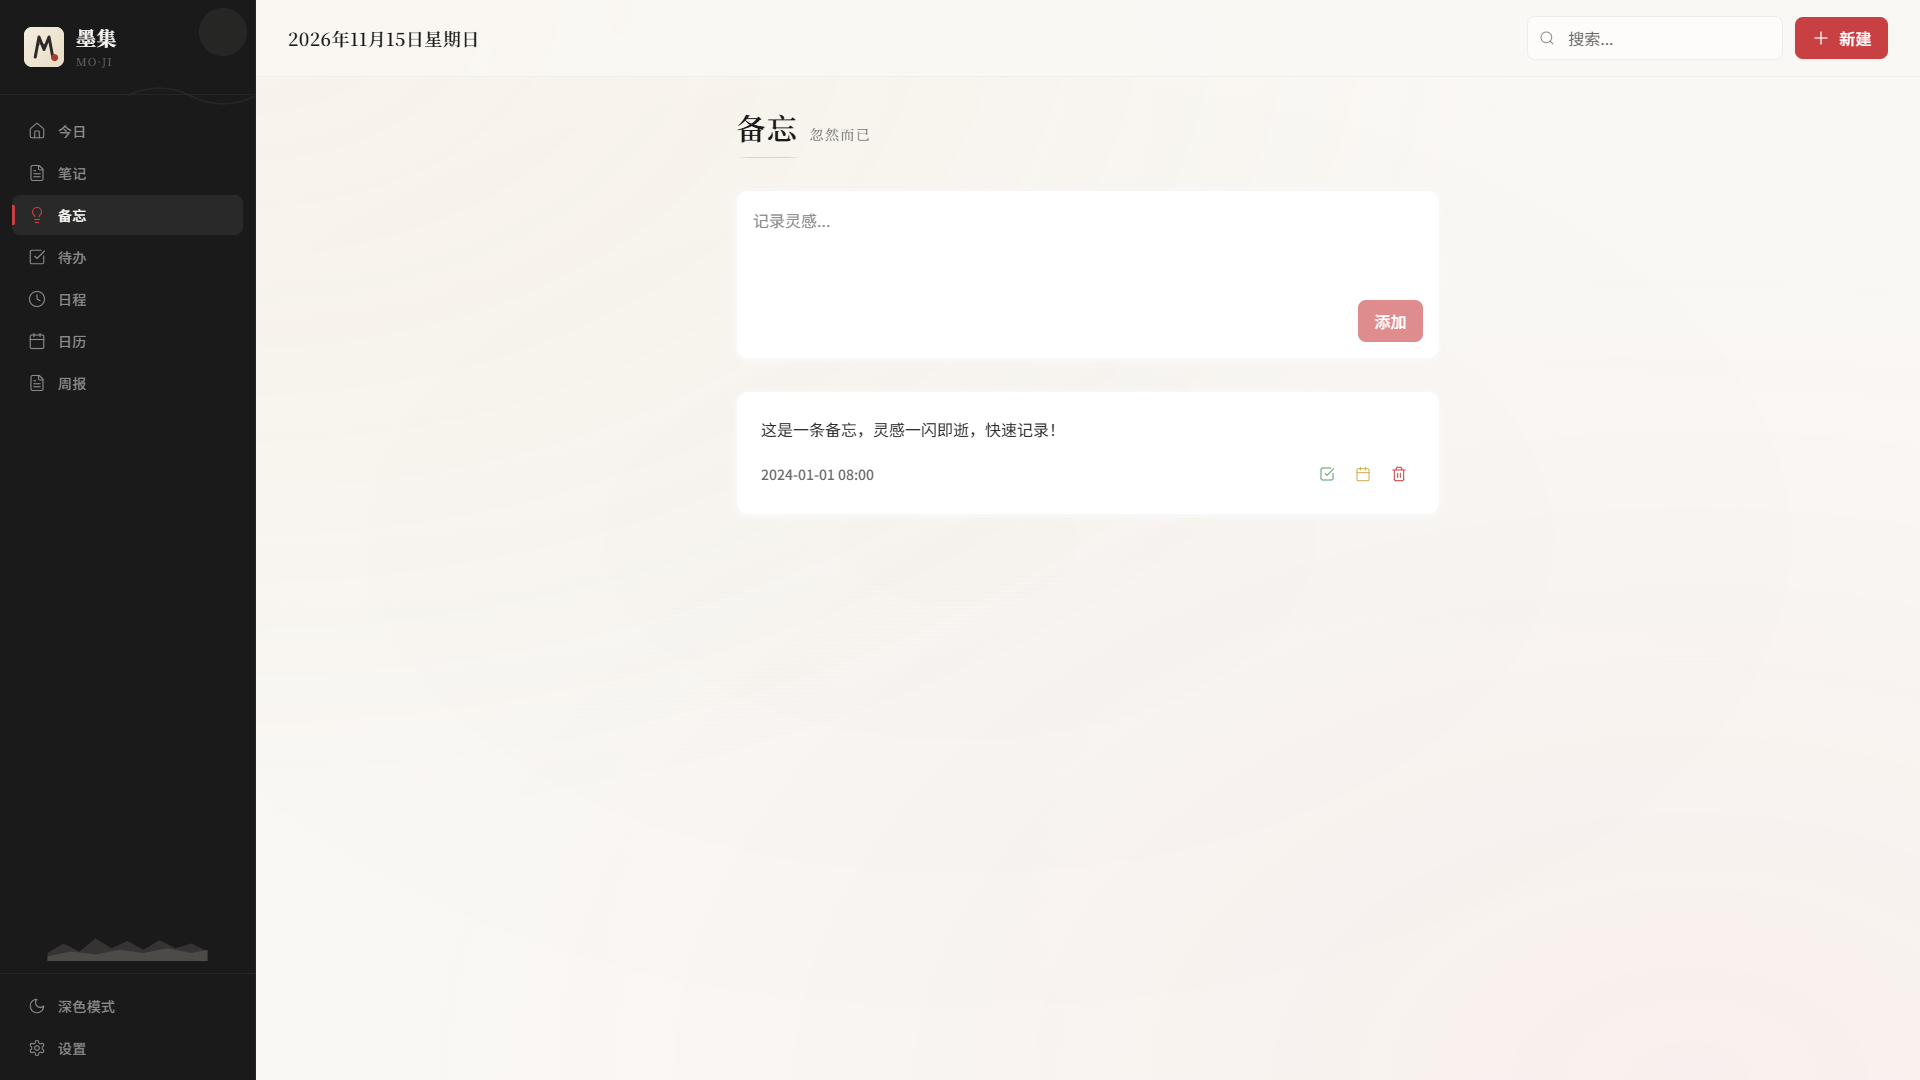 墨集
MO·JI
今日
笔记
备忘
待办
日程
日历
周报
深色模式
设置
2026年11月15日星期日
搜索...
新建
备忘
忽然而已
记录灵感...
添加
这是一条备忘，灵感一闪即逝，快速记录！
2024-01-01 08:00